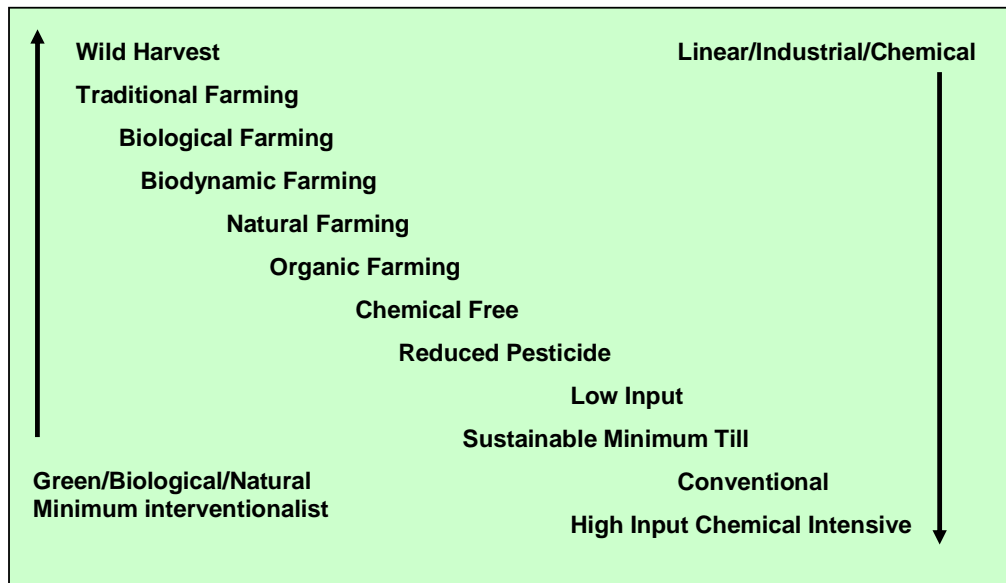 Wild Harvest
Linear/Industrial/Chemical
Traditional Farming
Biological Farming
Biodynamic Farming
Natural Farming
Organic Farming
Chemical Free
Reduced Pesticide
Low Input
Sustainable Minimum Till
Green/Biological/Natural
Minimum interventionalist
Conventional
High Input Chemical Intensive